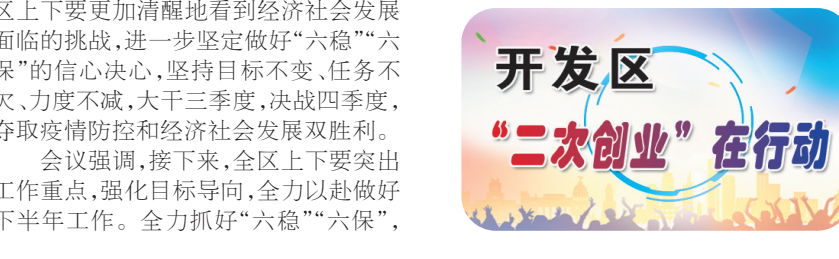 区上下要更加清醒地看到经济社会发展
面临的挑战,进一步坚定做好“六稳”“六
保”的信心决心,坚持目标不变、任务不
欠、力度不减,大干三季度,决战四季度,
夺取疫情防控和经济社会发展双胜利。
会议强调,接下来,全区上下要突出
工作重点,强化目标导向,全力以赴做好
下半年工作。全力抓好“六稳”“六保”,
开发区
“二次创业”在行动